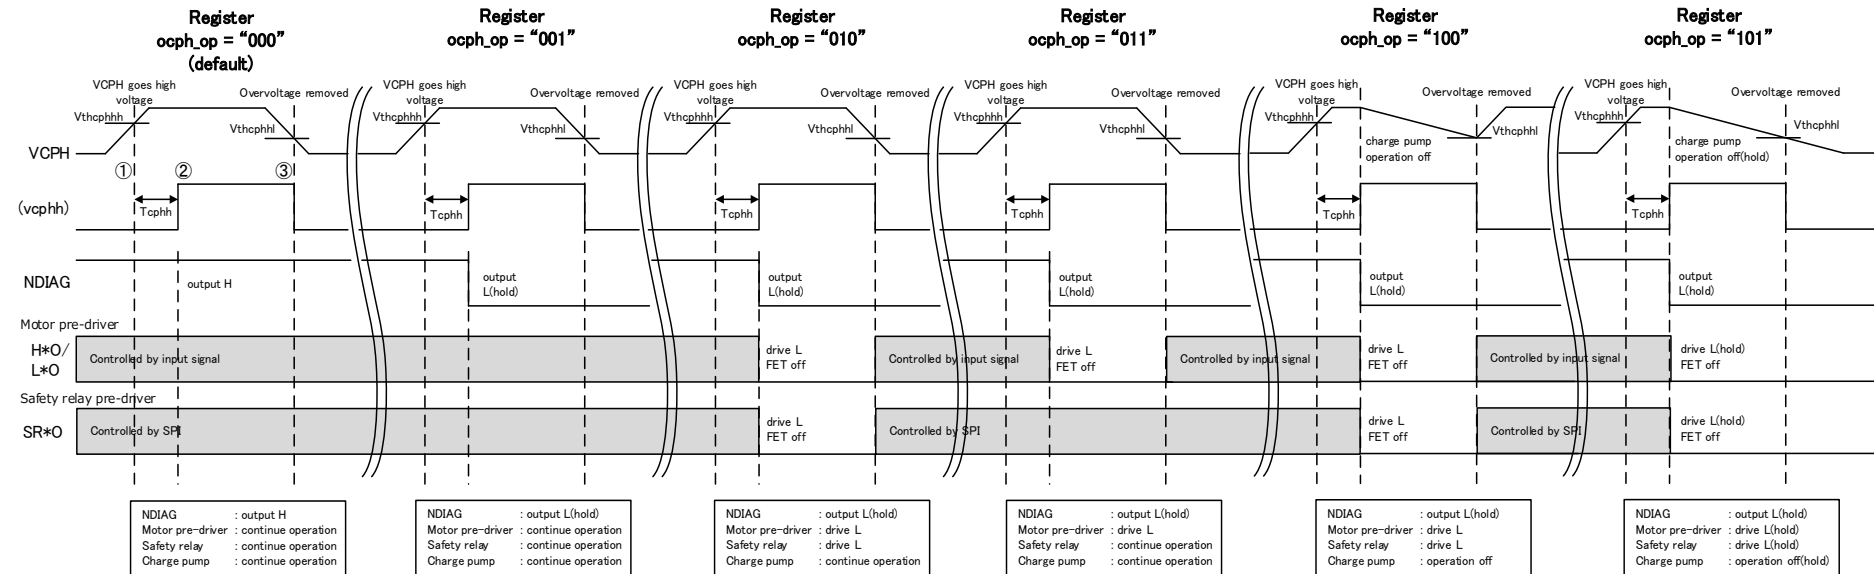 Register
ocph_op = “000”
(default)
Register
ocph_op = “001”
Register
ocph_op = “010”
Register
ocph_op = “011”
Register
ocph_op = “100”
Register
ocph_op = “101”
VCPH goes high
voltage
Overvoltage removed
Vthcphhh
Vthcphhl
VCPH goes high
voltage
Overvoltage removed
Vthcphhh
Vthcphhl
VCPH goes high
voltage
Overvoltage removed
Vthcphhh
Vthcphhl
VCPH goes high
voltage
Overvoltage removed
Vthcphhh
Vthcphhl
VCPH goes high
voltage
Overvoltage removed
Vthcphhh
Vthcphhl
charge pump
operation off
VCPH goes high
voltage
Overvoltage removed
Vthcphhh
Vthcphhl
charge pump
operation off(hold)
VCPH
① ② ③
(vcphh)
Tcphh
Tcphh
Tcphh
Tcphh
Tcphh
Tcphh
NDIAG
output H
output
L(hold)
output
L(hold)
output
L(hold)
output
L(hold)
output
L(hold)
Motor pre-driver
H*O/
L*O
Controlled by input signal
drive L
FET off
Controlled by input signal
drive L
FET off
Controlled by input signal
drive L
FET off
Controlled by input signal
drive L(hold)
FET off
Safety relay pre-driver
SR*O
Controlled by SPI
drive L
FET off
Controlled by SPI
drive L
FET off
Controlled by SPI
drive L(hold)
FET off
NDIAG : output H
Motor pre-driver : continue operation
Safety relay : continue operation
Charge pump : continue operation
NDIAG : output L(hold)
Motor pre-driver : continue operation
Safety relay : continue operation
Charge pump : continue operation
NDIAG : output L(hold)
Motor pre-driver : drive L
Safety relay : drive L
Charge pump : continue operation
NDIAG : output L(hold)
Motor pre-driver : drive L
Safety relay : continue operation
Charge pump : continue operation
NDIAG : output L(hold)
Motor pre-driver : drive L
Safety relay : drive L
Charge pump : operation off
NDIAG : output L(hold)
Motor pre-driver : drive L(hold)
Safety relay : drive L(hold)
Charge pump : operation off(hold)